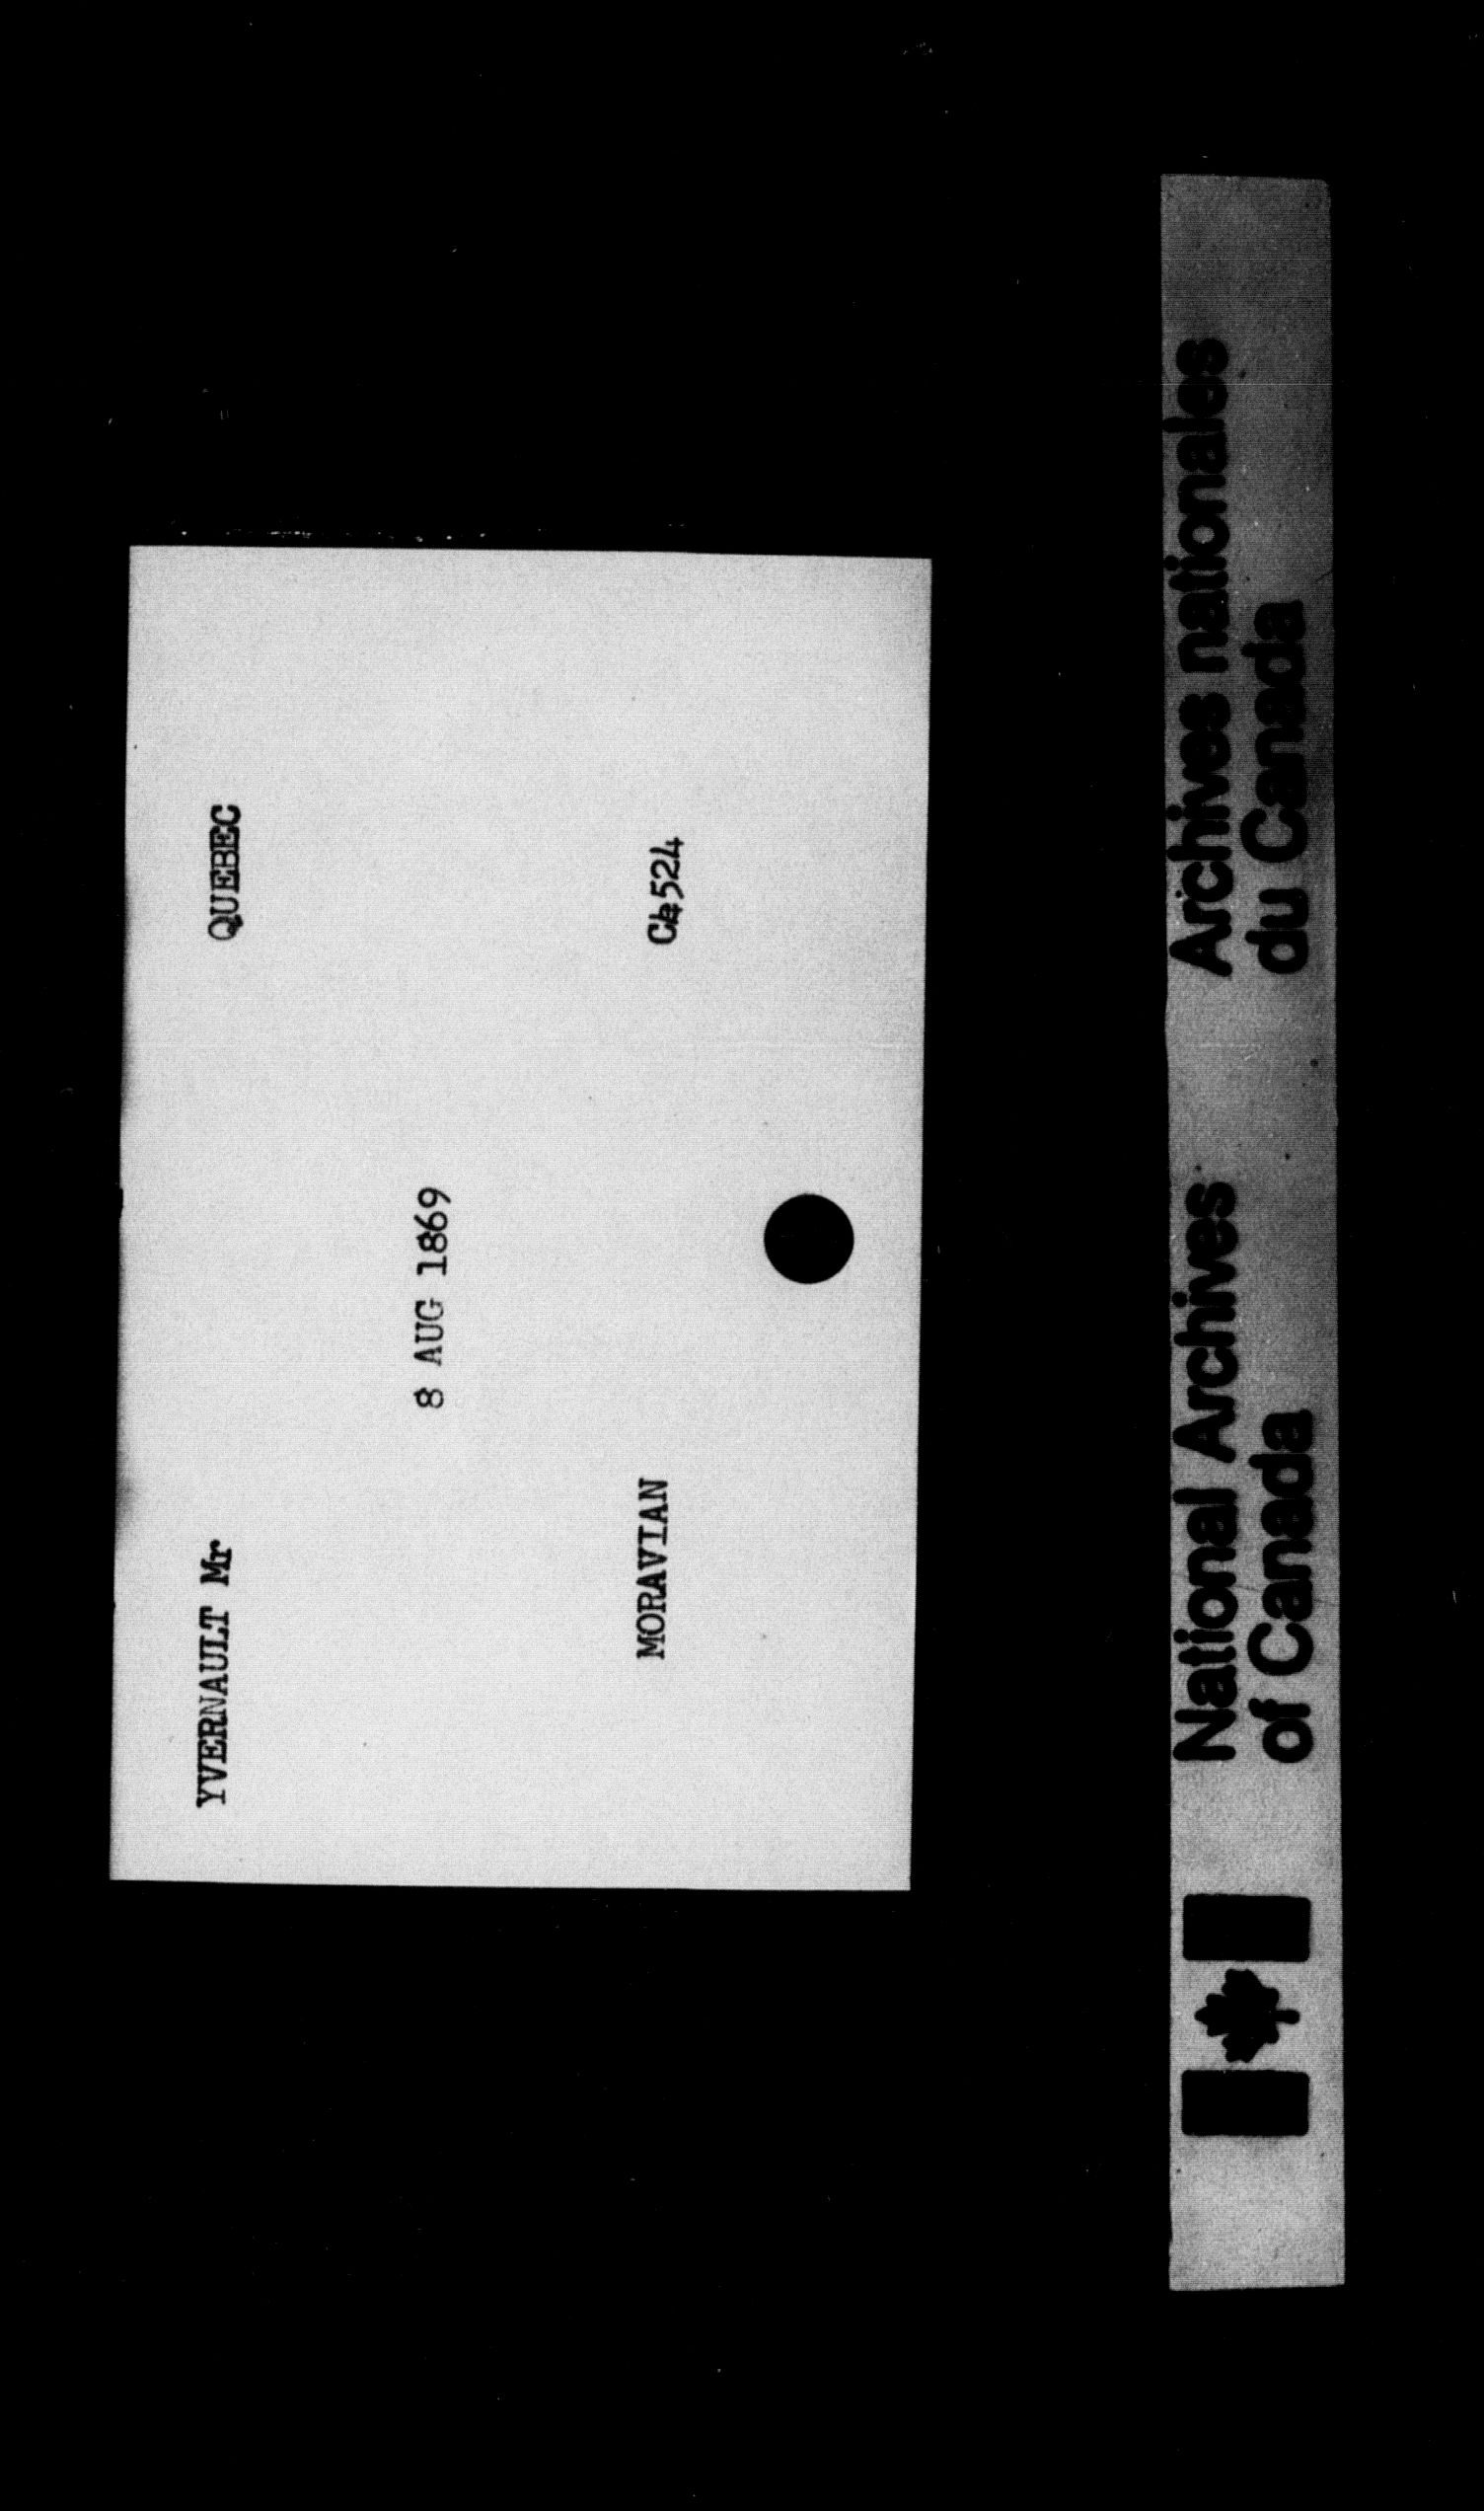 YVERNAULT Mr QUEBEC
8 AUG 1869
MORAVIAN C4524
National Archives of Canada
Archives nationales du Canada